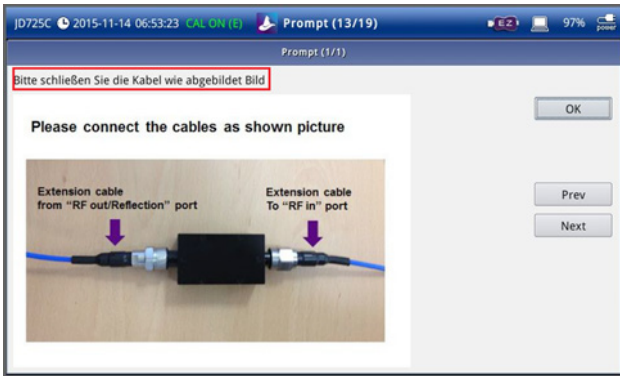 JD725C 2015-11-14 06:53:23 CAL ON (E) Prompt (13/19) EZ 97% power
Prompt (1/1)
Bitte schließen Sie die Kabel wie abgebildet Bild
OK
Please connect the cables as shown picture
Extension cable
from “RF out/Reflection” port
Extension cable
To “RF in” port
Prev
Next